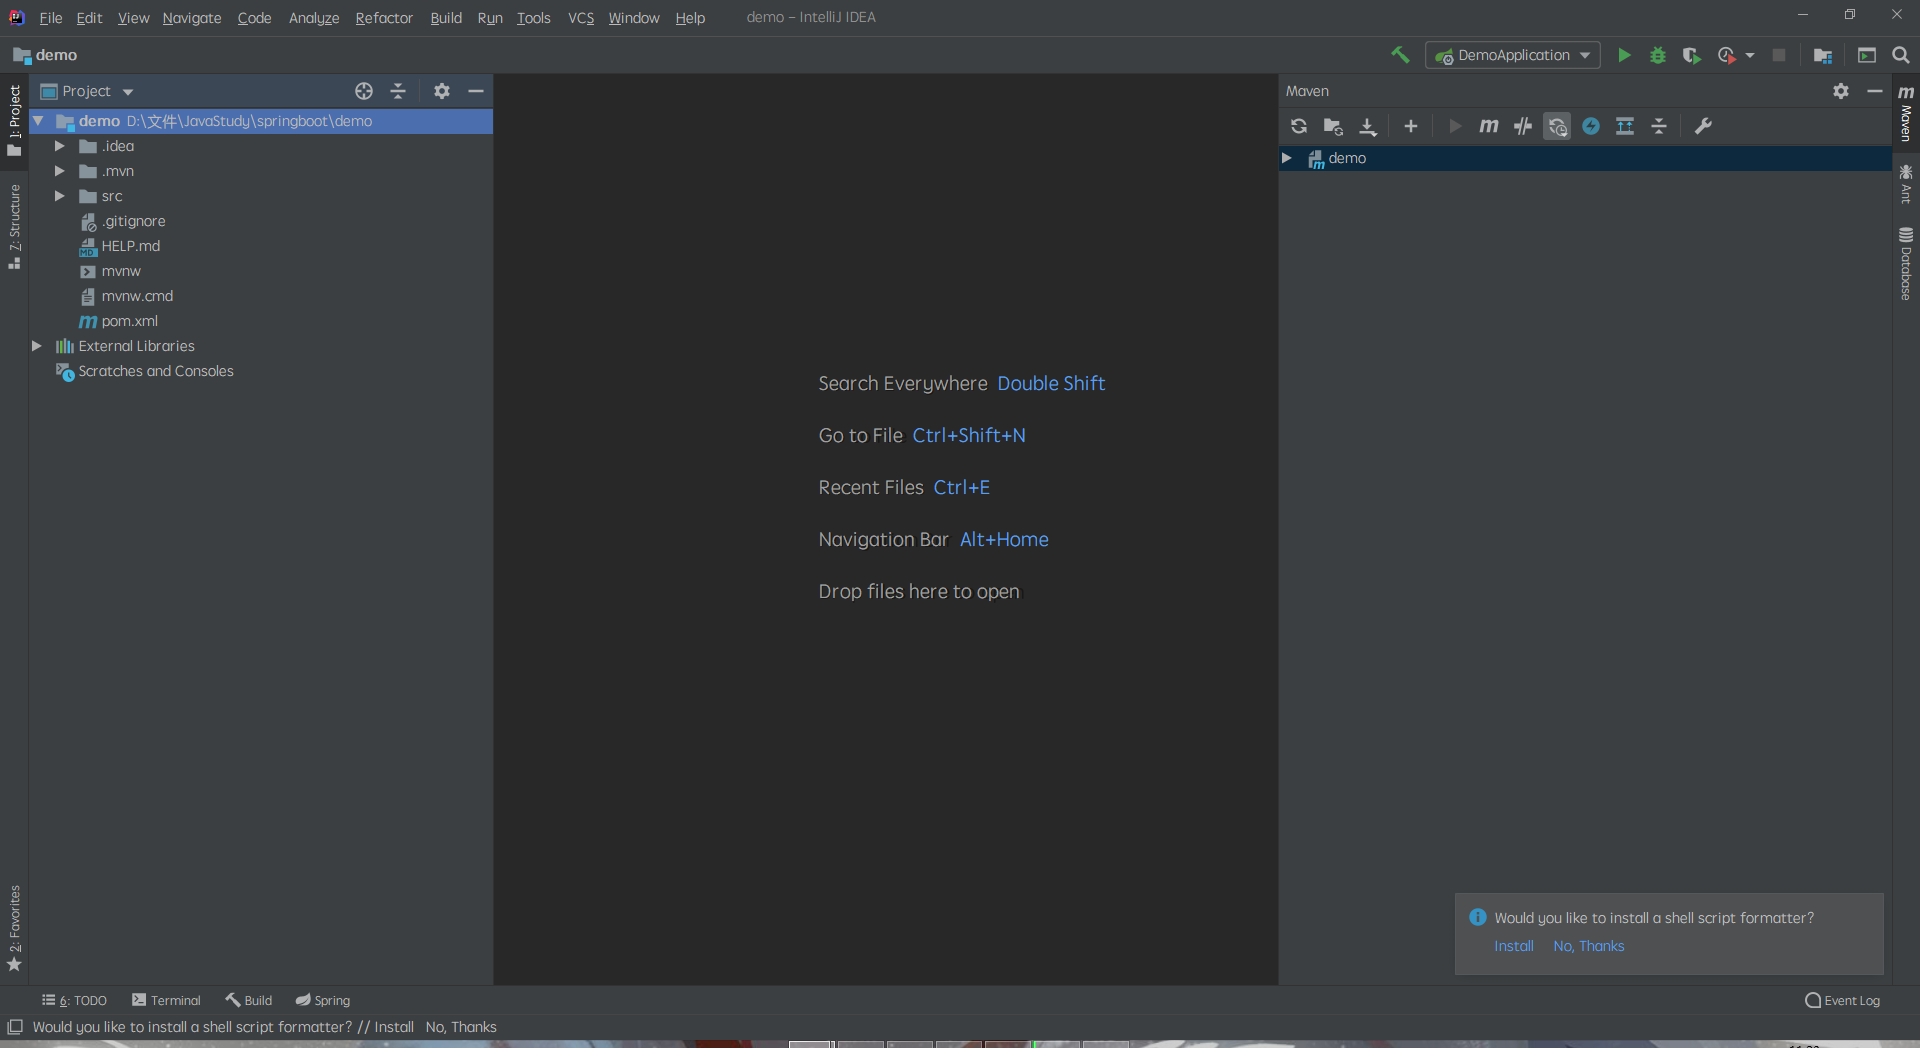 File Edit View Navigate Code Analyze Refactor Build Run Tools VCS Window Help demo – IntelliJ IDEA
demo
DemoApplication
1: Project
Z: Structure
2: Favorites
Project
demo D:\文件\JavaStudy\springboot\demo
.idea
.mvn
src
.gitignore
HELP.md
mvnw
mvnw.cmd
pom.xml
External Libraries
Scratches and Consoles
Search Everywhere Double Shift
Go to File Ctrl+Shift+N
Recent Files Ctrl+E
Navigation Bar Alt+Home
Drop files here to open
Maven
demo
Maven
Ant
Database
Would you like to install a shell script formatter?
Install No, Thanks
6: TODO Terminal Build Spring Event Log
Would you like to install a shell script formatter? // Install No, Thanks